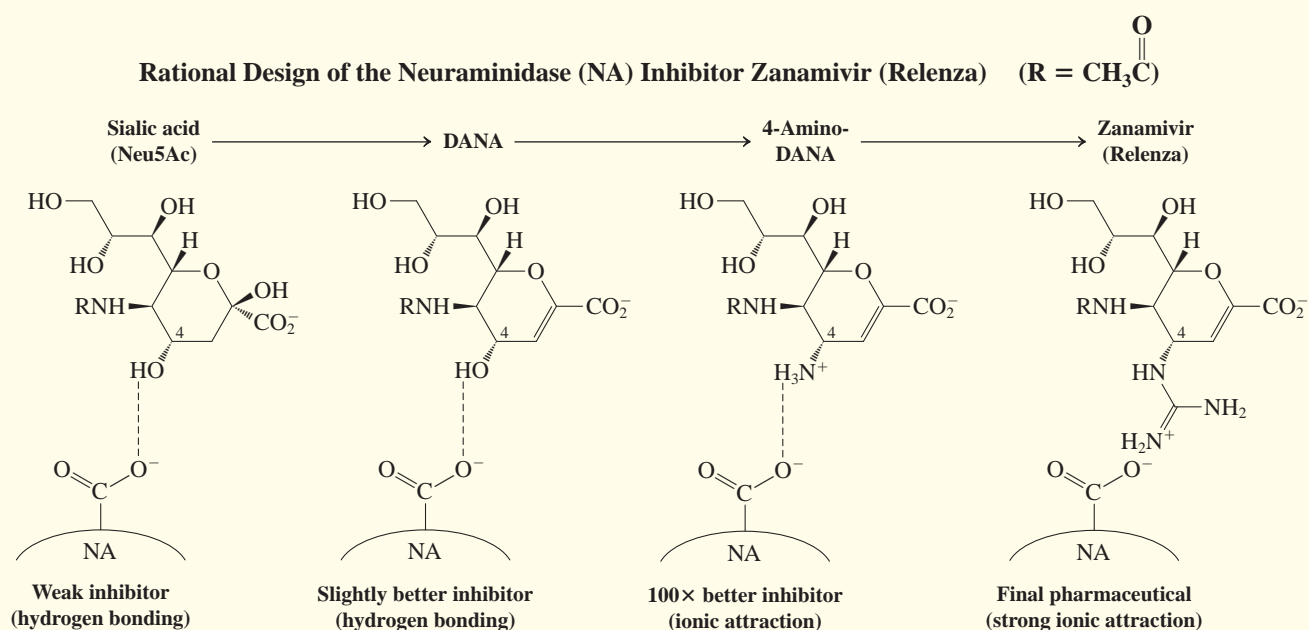 O
Rational Design of the Neuraminidase (NA) Inhibitor Zanamivir (Relenza) (R = CH₃C)
Sialic acid
(Neu5Ac)
DANA
4-Amino-
DANA
Zanamivir
(Relenza)
HO
OH
H
HO
O
OH
RNH
CO₂⁻
4
HO
O
O⁻
C
NA
Weak inhibitor
(hydrogen bonding)
HO
OH
H
HO
O
RNH
CO₂⁻
4
HO
O
O⁻
C
NA
Slightly better inhibitor
(hydrogen bonding)
HO
OH
H
HO
O
RNH
CO₂⁻
4
H₃N⁺
O
O⁻
C
NA
100× better inhibitor
(ionic attraction)
HO
OH
H
HO
O
RNH
CO₂⁻
4
HN
NH₂
H₂N⁺
O
O⁻
C
NA
Final pharmaceutical
(strong ionic attraction)